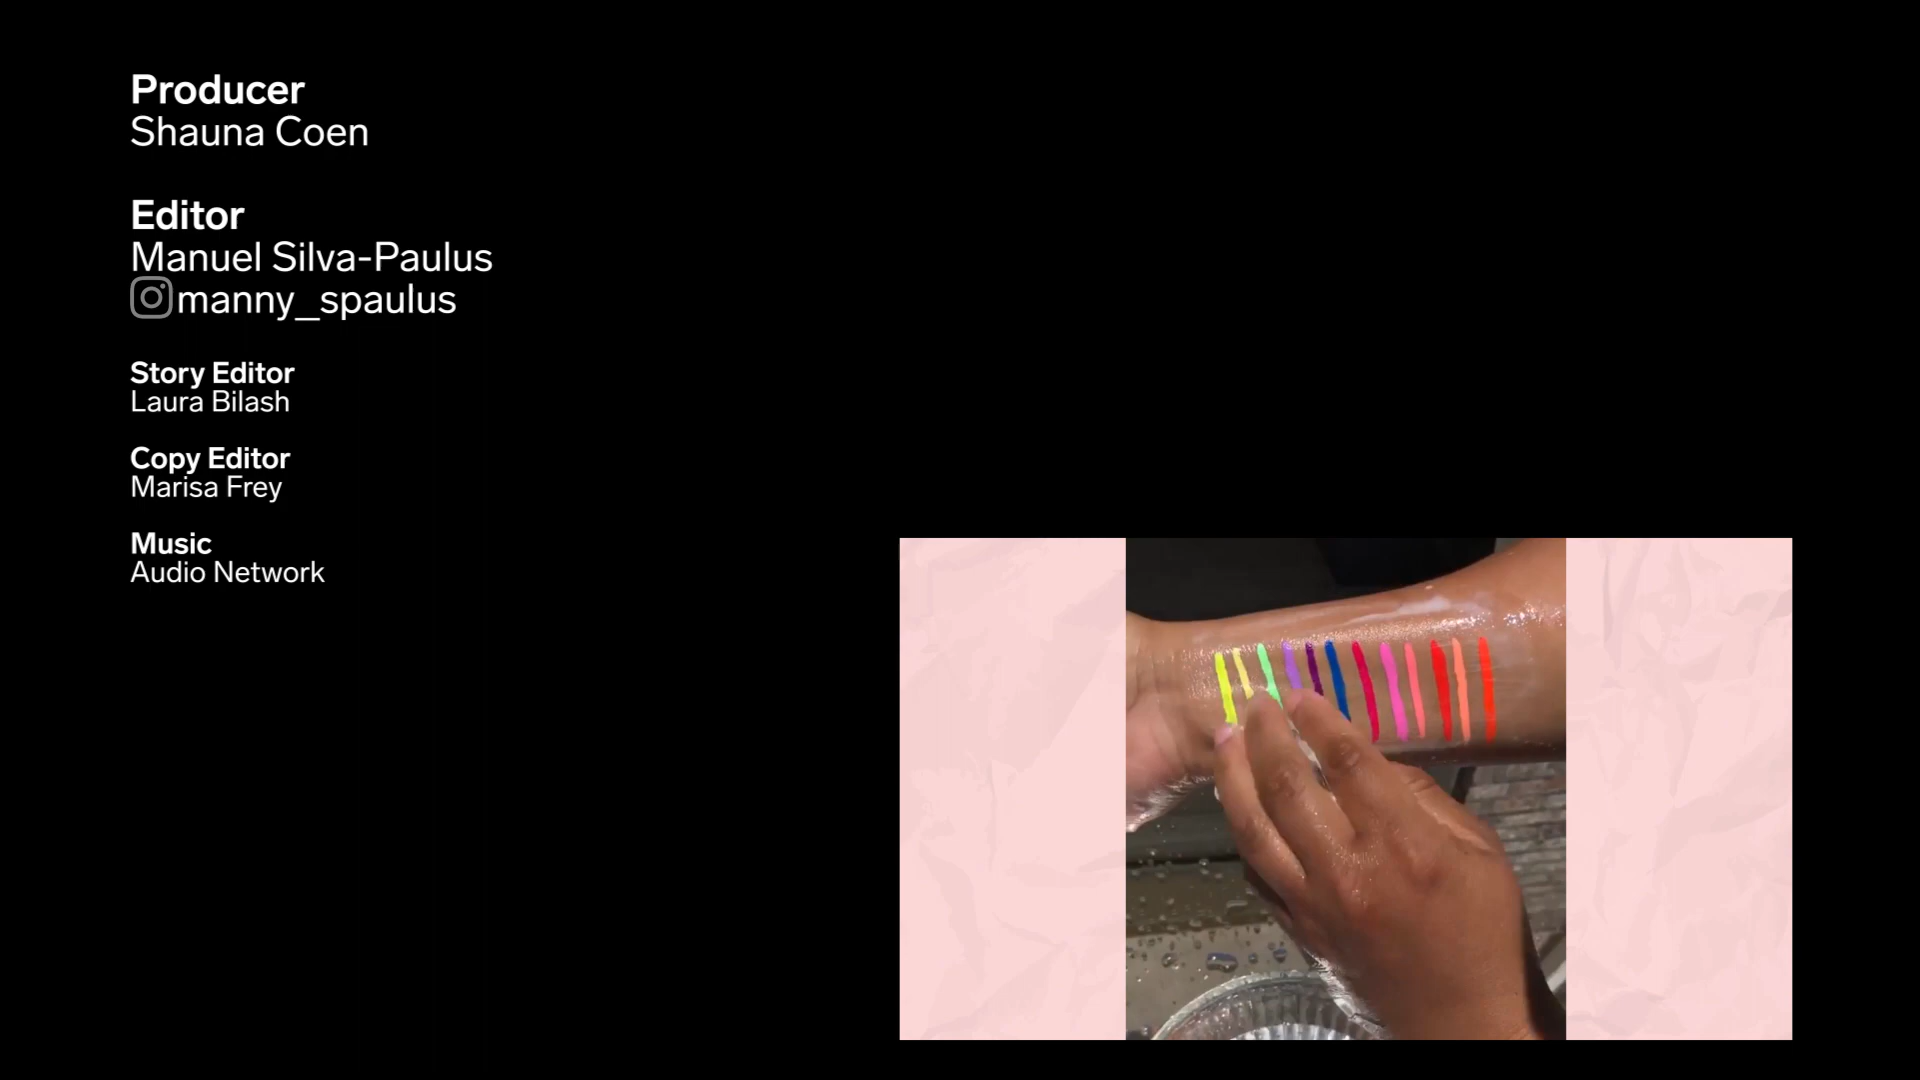 Producer
Shauna Coen
Editor
Manuel Silva-Paulus
manny_spaulus
Story Editor
Laura Bilash
Copy Editor
Marisa Frey
Music
Audio Network